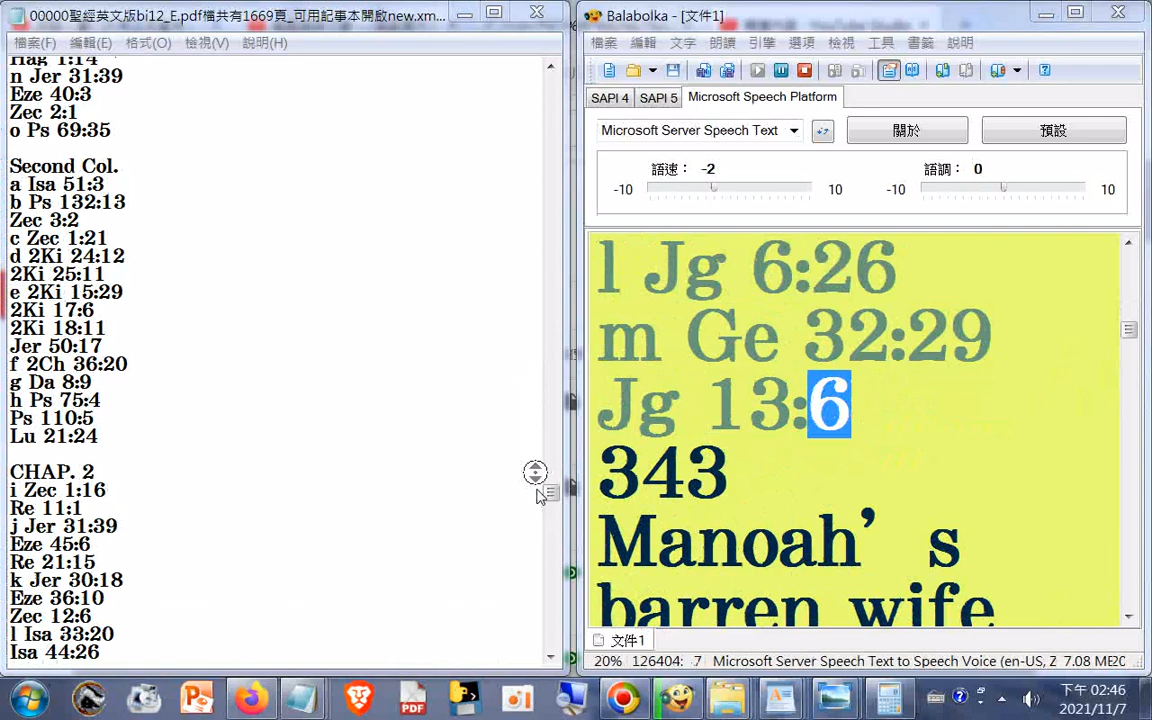 00000聖經英文版bi12_E.pdf檔共有1669頁_可用記事本開啟new.xm...
檔案(F) 編輯(E) 格式(O) 檢視(V) 說明(H)
Hag 1:14
n Jer 31:39
Eze 40:3
Zec 2:1
o Ps 69:35
Second Col.
a Isa 51:3
b Ps 132:13
Zec 3:2
c Zec 1:21
d 2Ki 24:12
2Ki 25:11
e 2Ki 15:29
2Ki 17:6
2Ki 18:11
Jer 50:17
f 2Ch 36:20
g Da 8:9
h Ps 75:4
Ps 110:5
Lu 21:24
CHAP. 2
i Zec 1:16
Re 11:1
j Jer 31:39
Eze 45:6
Re 21:15
k Jer 30:18
Eze 36:10
Zec 12:6
l Isa 33:20
Isa 44:26
Balabolka - [文件1]
檔案 編輯 文字 朗讀 引擎 選項 檢視 工具 書籤 說明
SAPI 4 SAPI 5 Microsoft Speech Platform
Microsoft Server Speech Text 關於 預設
語速： -2 語調： 0
-10 10 -10 10
l Jg 6:26
m Ge 32:29
Jg 13:6
343
Manoah’s
barren wife
文件1
20% 126404: 7 Microsoft Server Speech Text to Speech Voice (en-US, Z 7.08 ME20
PDF
下午 02:46
2021/11/7